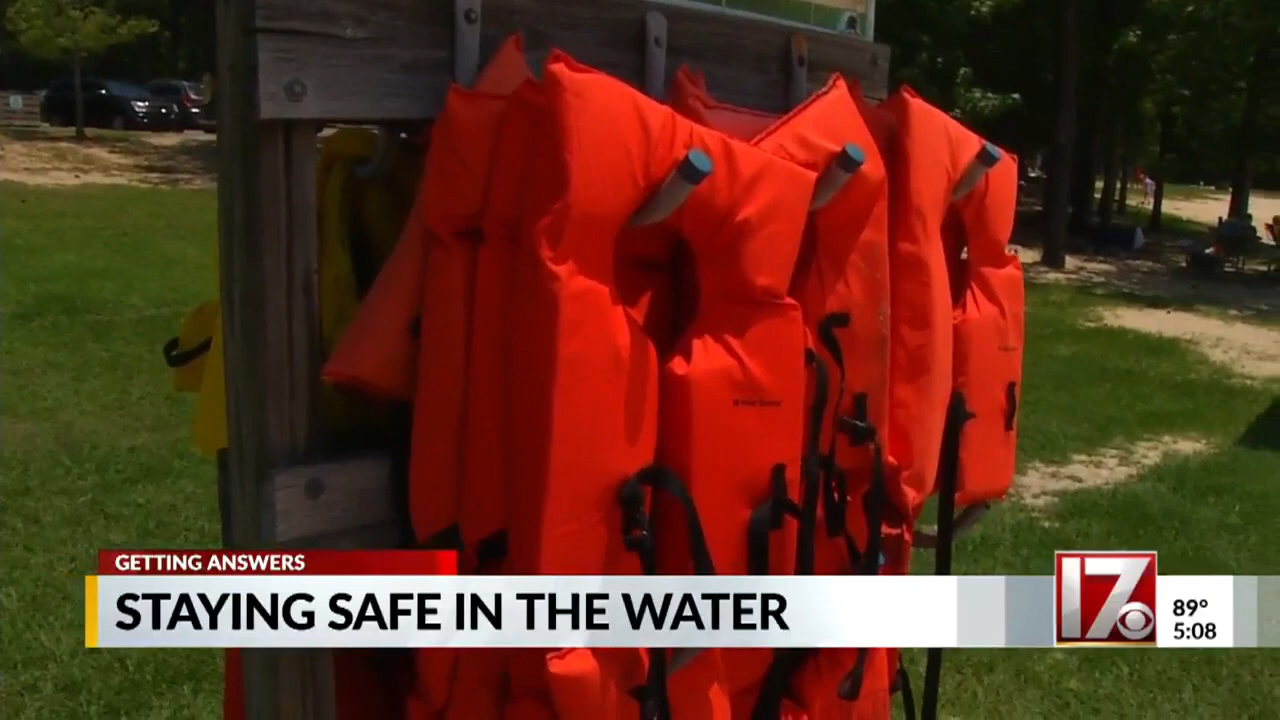 GETTING ANSWERS
STAYING SAFE IN THE WATER
17
89°
5:08